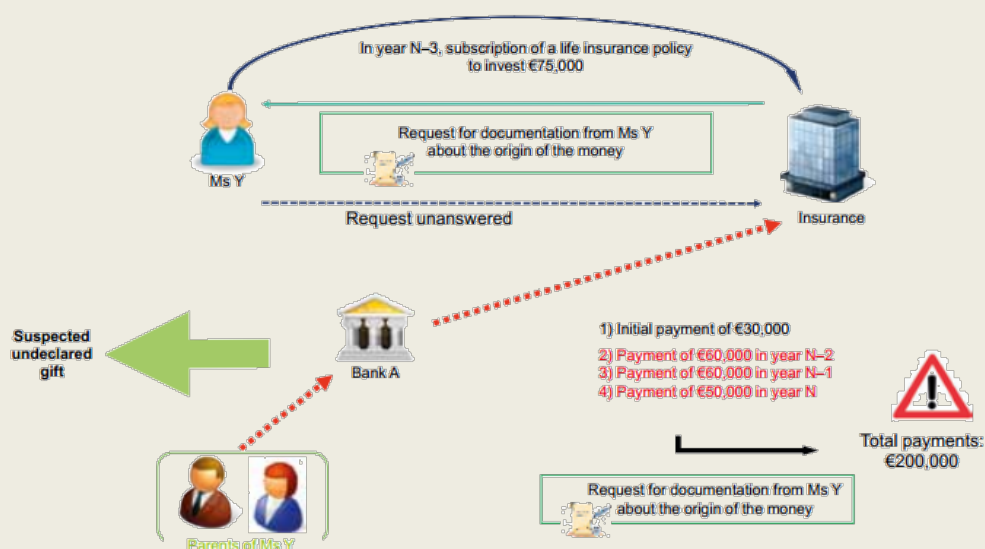 In year N–3, subscription of a life insurance policy
to invest €75,000
Request for documentation from Ms Y
about the origin of the money
Ms Y
Insurance
Request unanswered
Suspected
undeclared
gift
Bank A
1) Initial payment of €30,000
2) Payment of €60,000 in year N–2
3) Payment of €60,000 in year N–1
4) Payment of €50,000 in year N
Total payments:
€200,000
Request for documentation from Ms Y
about the origin of the money
Parents of Ms Y